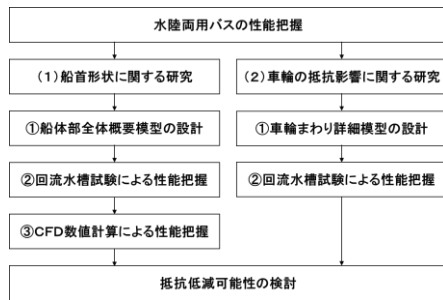 水陸両用バスの性能把握
（1）船首形状に関する研究
（2）車輪の抵抗影響に関する研究
①船体部全体概要模型の設計
①車輪まわり詳細模型の設計
②回流水槽試験による性能把握
②回流水槽試験による性能把握
③CFD数値計算による性能把握
抵抗低減可能性の検討